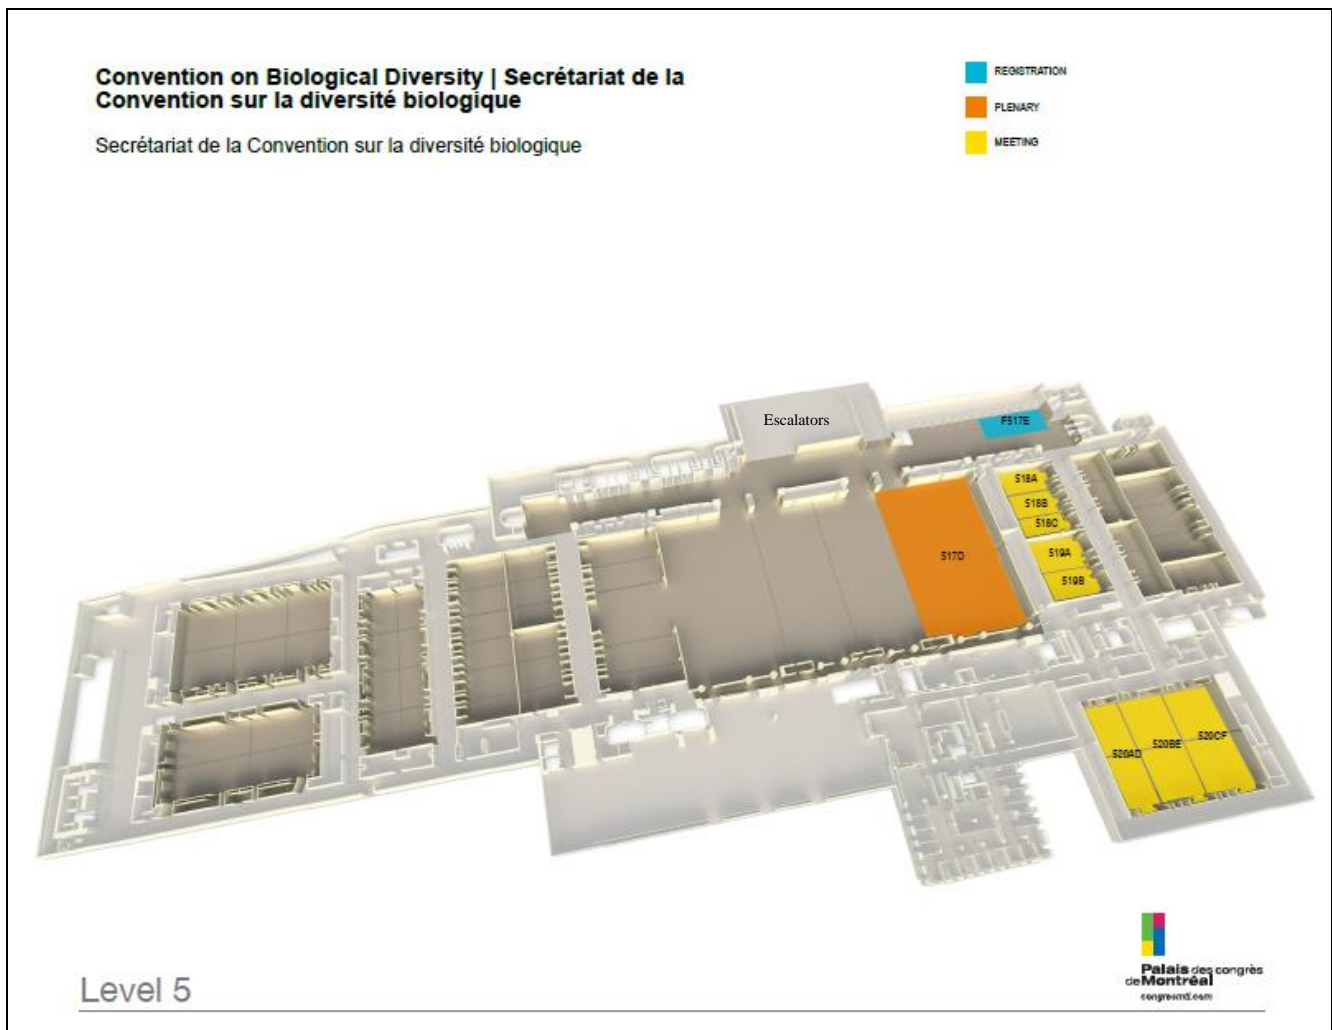 Convention on Biological Diversity | Secrétariat de la
Convention sur la diversité biologique
Secrétariat de la Convention sur la diversité biologique
REGISTRATION
PLENARY
MEETING
Escalators
F517E
518A
518B
518C
517D
519A
519B
520AD
520BE
520CF
Palais des congrès
de Montréal
congresmtl.com
Level 5